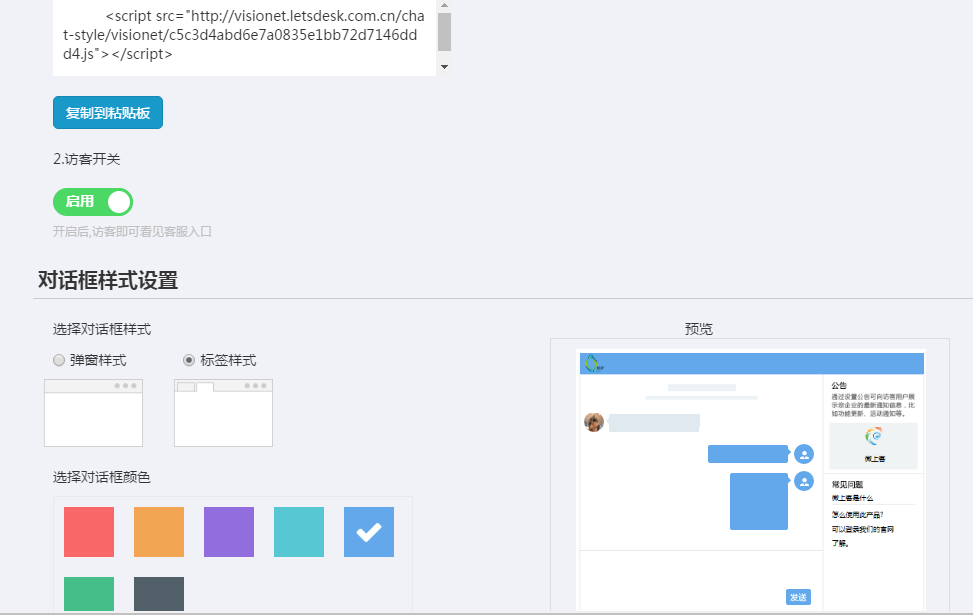 <script src="http://visionet.letsdesk.com.cn/cha
t-style/visionet/c5c3d4abd6e7a0835e1bb72d7146dd
d4.js"></script>
复制到粘贴板
2.访客开关
启用
开启后,访客即可看见客服入口
对话框样式设置
选择对话框样式
弹窗样式
标签样式
选择对话框颜色
预览
公告
通过设置公告可向访客用户展
示您企业的最新通知信息，比
如功能更新、活动通知等。
微上客
常见问题
微上客是什么
怎么使用此产品?
可以登录我们的官网
了解。
发送